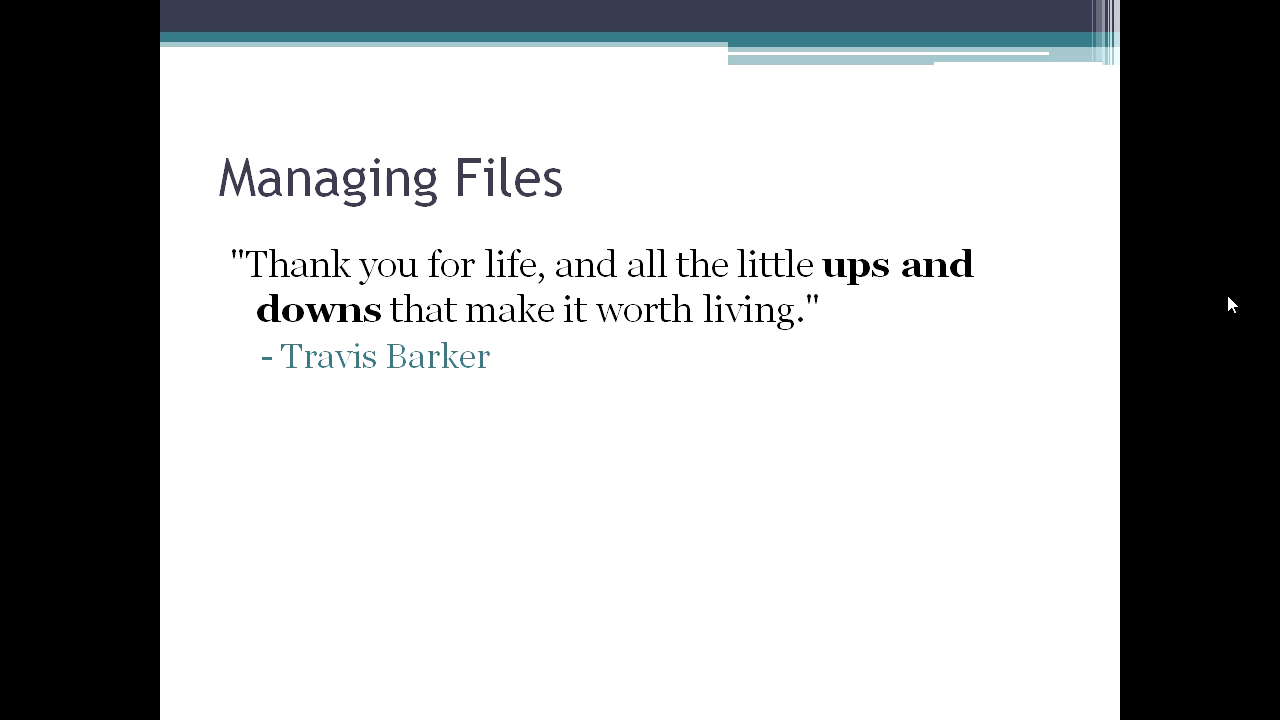 Managing Files
"Thank you for life, and all the little ups and
downs that make it worth living."
- Travis Barker